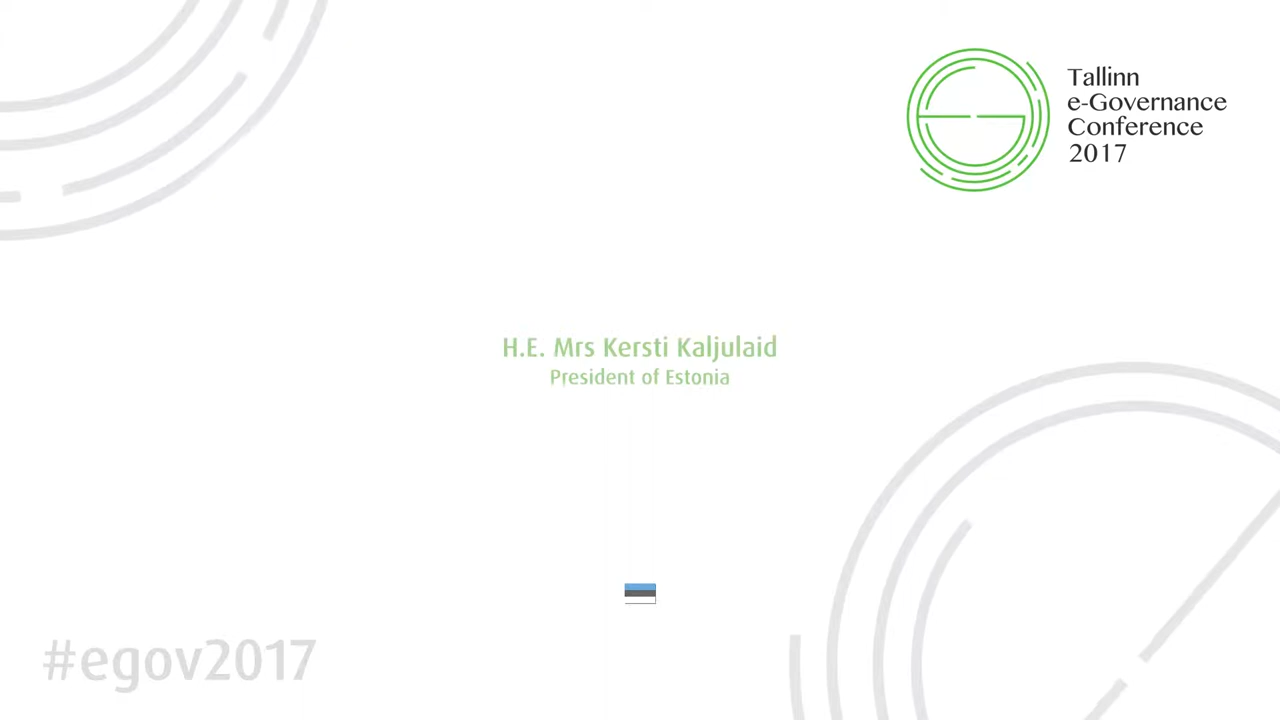 Tallinn
e-Governance
Conference
2017
H.E. Mrs Kersti Kaljulaid
President of Estonia
#egov2017